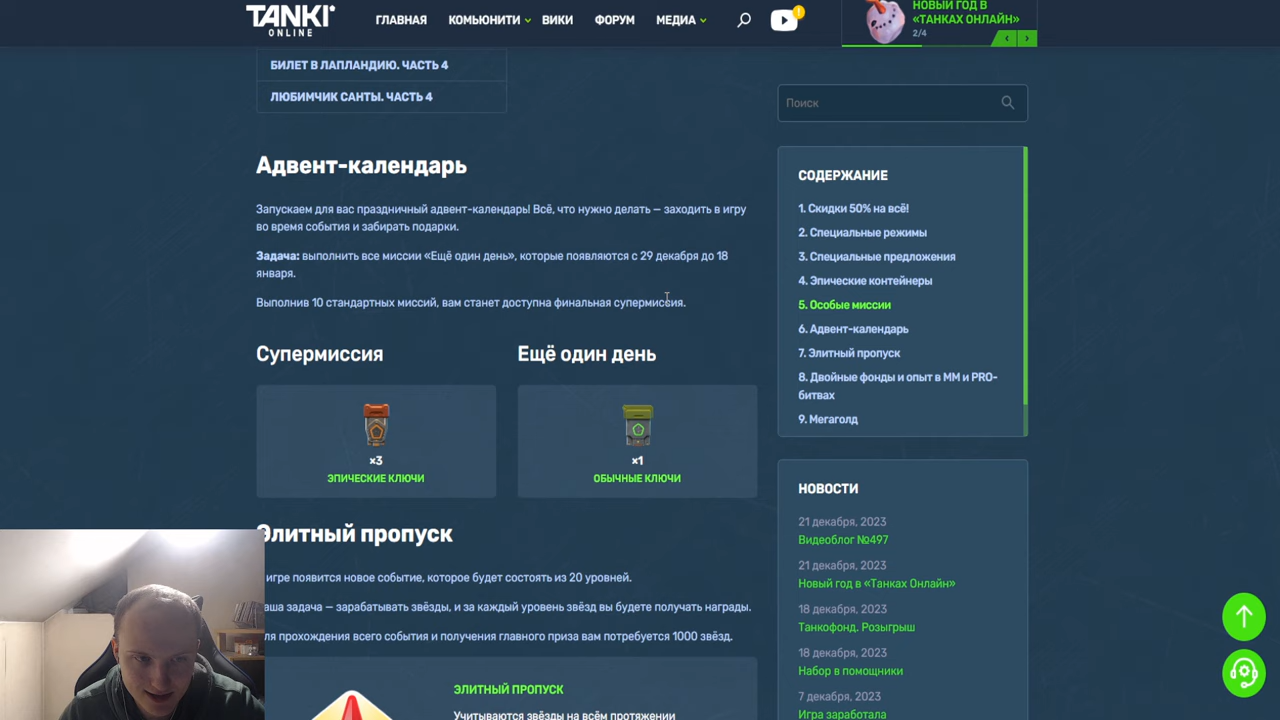 TANKI
ONLINE
ГЛАВНАЯ
КОМЬЮНИТИ
ВИКИ
ФОРУМ
МЕДИА
НОВЫЙ ГОД В
«ТАНКАХ ОНЛАЙН»
2/4
БИЛЕТ В ЛАПЛАНДИЮ. ЧАСТЬ 4
ЛЮБИМЧИК САНТЫ. ЧАСТЬ 4
Адвент-календарь
Запускаем для вас праздничный адвент-календарь! Всё, что нужно делать — заходить в игру
во время события и забирать подарки.
Задача: выполнить все миссии «Ещё один день», которые появляются с 29 декабря до 18
января.
Выполнив 10 стандартных миссий, вам станет доступна финальная супермиссия.
Супермиссия
Ещё один день
×3
ЭПИЧЕСКИЕ КЛЮЧИ
×1
ОБЫЧНЫЕ КЛЮЧИ
Элитный пропуск
игре появится новое событие, которое будет состоять из 20 уровней.
аша задача — зарабатывать звёзды, и за каждый уровень звёзд вы будете получать награды.
ля прохождения всего события и получения главного приза вам потребуется 1000 звёзд.
ЭЛИТНЫЙ ПРОПУСК
Учитываются звёзды на всём протяжении
Поиск
СОДЕРЖАНИЕ
1. Скидки 50% на всё!
2. Специальные режимы
3. Специальные предложения
4. Эпические контейнеры
5. Особые миссии
6. Адвент-календарь
7. Элитный пропуск
8. Двойные фонды и опыт в ММ и PRO-
битвах
9. Мегаголд
НОВОСТИ
21 декабря, 2023
Видеоблог №497
21 декабря, 2023
Новый год в «Танках Онлайн»
18 декабря, 2023
Танкофонд. Розыгрыш
18 декабря, 2023
Набор в помощники
7 декабря, 2023
Игра заработала